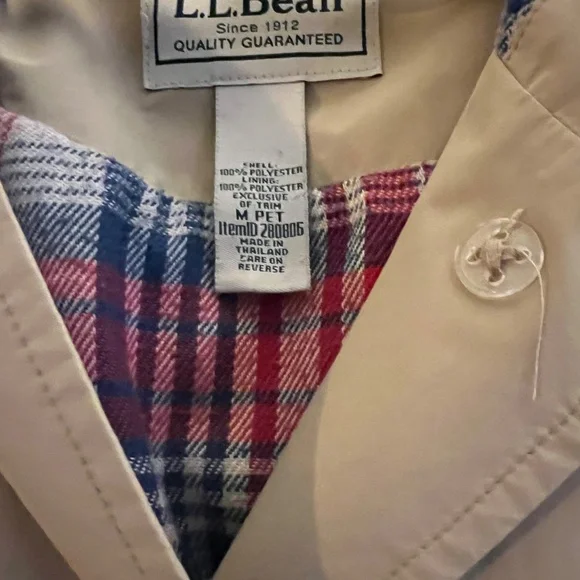 L.L.Bean
Since 1912
QUALITY GUARANTEED
SHELL:
100% POLYESTER
LINING:
100% POLYESTER
EXCLUSIVE
OF TRIM
M PET
ItemID 280806
MADE IN
THAILAND
CARE ON
REVERSE